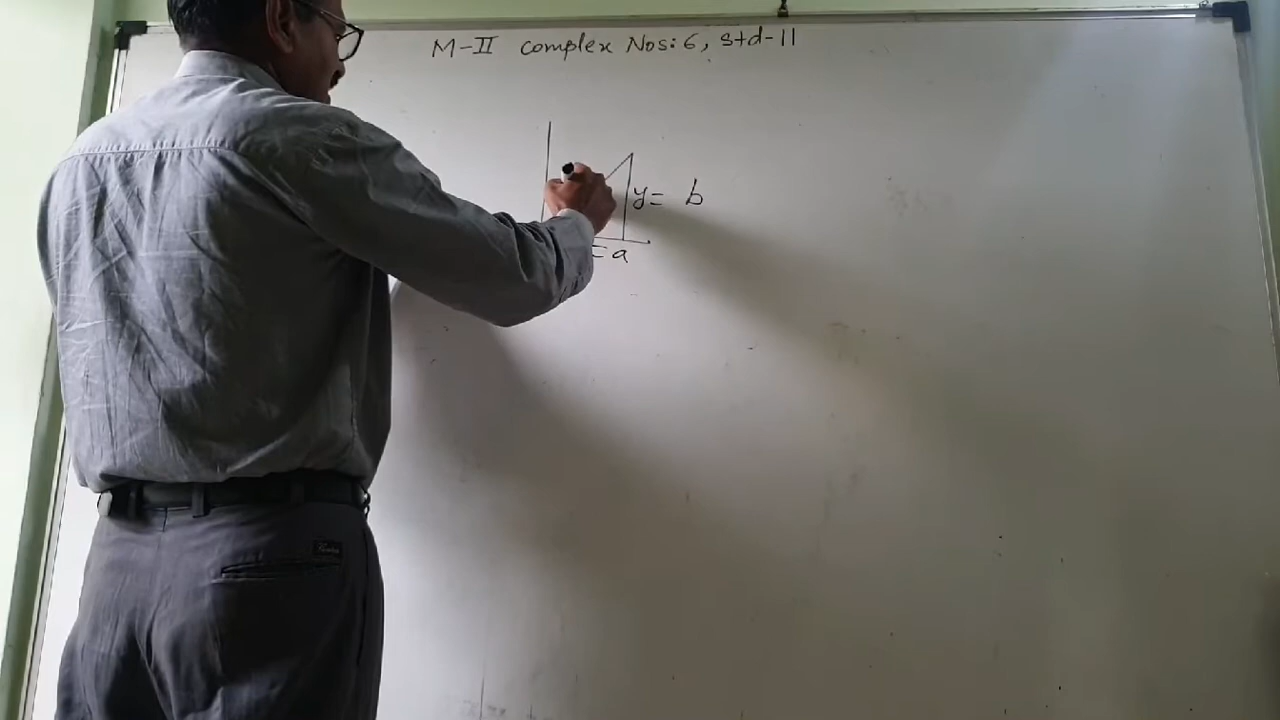 M-II complex Nos: 6, std-11
y= b
=a